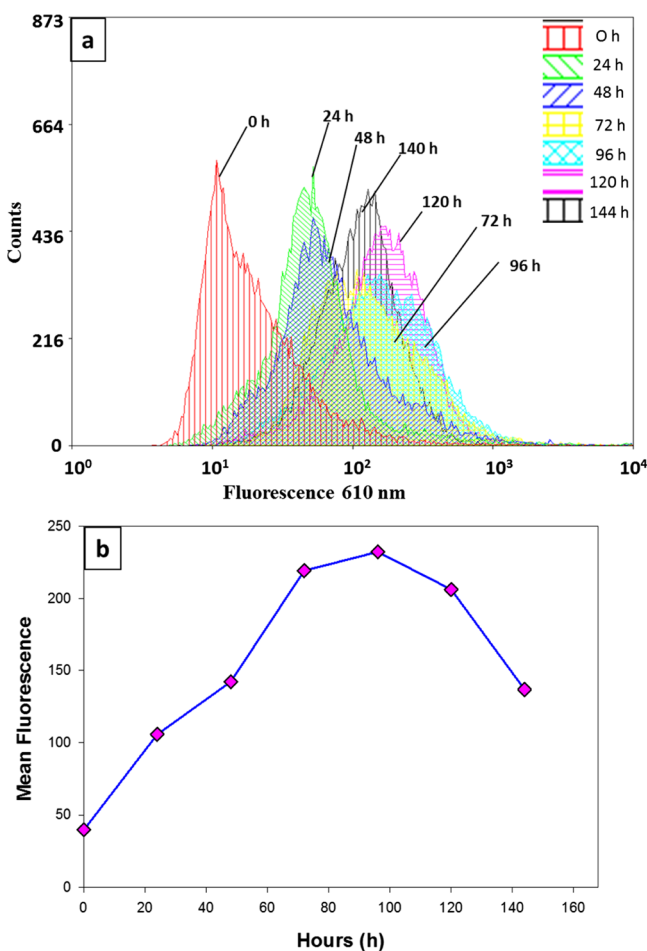 a
873
664
436
216
0
Counts
0 h
24 h
48 h
140 h
120 h
72 h
96 h
O h
24 h
48 h
72 h
96 h
120 h
144 h
10⁰
10¹
10²
10³
10⁴
Fluorescence 610 nm
b
250
200
150
100
50
0
Mean Fluorescence
0
20
40
60
80
100
120
140
160
Hours (h)